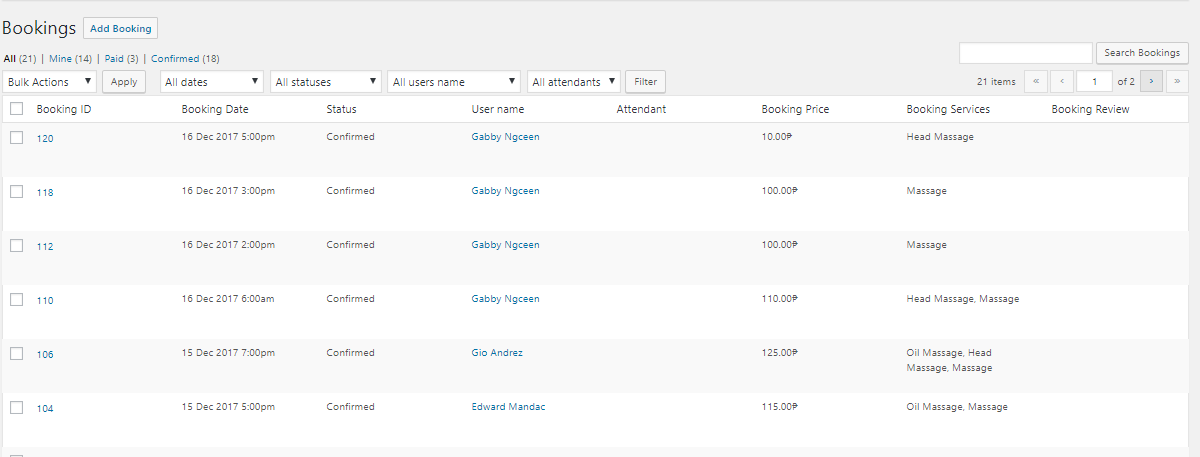 Bookings Add Booking
All (21) | Mine (14) | Paid (3) | Confirmed (18)
Search Bookings
Bulk Actions Apply All dates All statuses All users name All attendants Filter 21 items « ‹ 1 of 2 › »
Booking ID Booking Date Status User name Attendant Booking Price Booking Services Booking Review
120 16 Dec 2017 5:00pm Confirmed Gabby Ngceen 10.00₱ Head Massage
118 16 Dec 2017 3:00pm Confirmed Gabby Ngceen 100.00₱ Massage
112 16 Dec 2017 2:00pm Confirmed Gabby Ngceen 100.00₱ Massage
110 16 Dec 2017 6:00am Confirmed Gabby Ngceen 110.00₱ Head Massage, Massage
106 15 Dec 2017 7:00pm Confirmed Gio Andrez 125.00₱ Oil Massage, Head
Massage, Massage
104 15 Dec 2017 5:00pm Confirmed Edward Mandac 115.00₱ Oil Massage, Massage